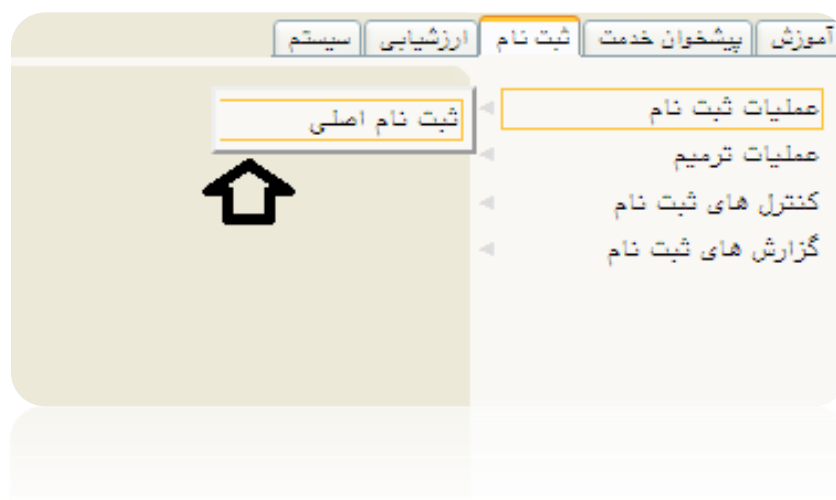 آموزش پیشخوان خدمت ثبت نام ارزشیابی سیستم
عملیات ثبت نام
ثبت نام اصلی
عملیات ترمیم
کنترل های ثبت نام
گزارش های ثبت نام